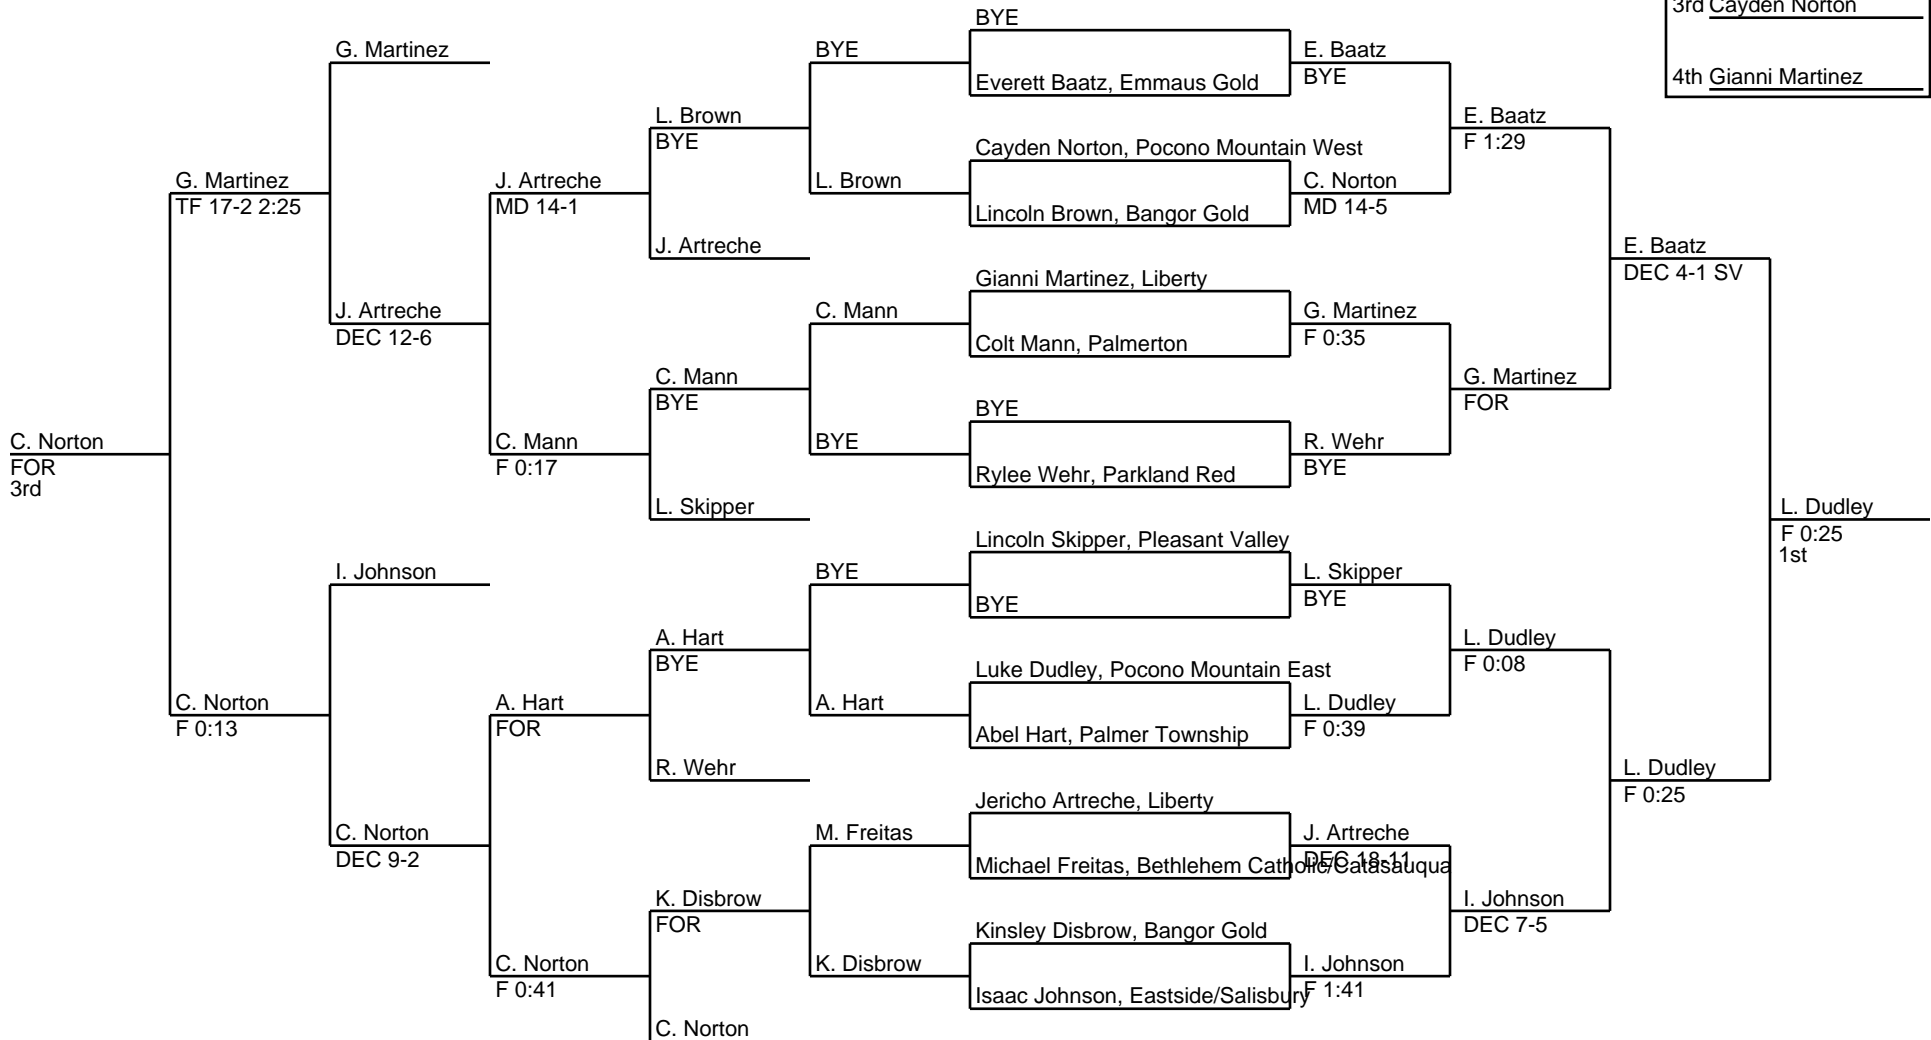 BYE
3rd Cayden Norton
G. Martinez
BYE
E. Baatz
Everett Baatz, Emmaus Gold
BYE
4th Gianni Martinez
L. Brown
BYE
E. Baatz
F 1:29
Cayden Norton, Pocono Mountain West
G. Martinez
TF 17-2 2:25
J. Artreche
MD 14-1
L. Brown
C. Norton
MD 14-5
Lincoln Brown, Bangor Gold
J. Artreche
E. Baatz
DEC 4-1 SV
Gianni Martinez, Liberty
J. Artreche
DEC 12-6
C. Mann
G. Martinez
F 0:35
Colt Mann, Palmerton
C. Mann
BYE
G. Martinez
FOR
BYE
C. Norton
FOR
3rd
C. Mann
F 0:17
BYE
R. Wehr
BYE
Rylee Wehr, Parkland Red
L. Skipper
L. Dudley
F 0:25
1st
Lincoln Skipper, Pleasant Valley
I. Johnson
BYE
L. Skipper
BYE
BYE
A. Hart
BYE
L. Dudley
F 0:08
Luke Dudley, Pocono Mountain East
C. Norton
F 0:13
A. Hart
FOR
A. Hart
L. Dudley
F 0:39
Abel Hart, Palmer Township
R. Wehr
L. Dudley
F 0:25
Jericho Artreche, Liberty
C. Norton
DEC 9-2
M. Freitas
J. Artreche
DEC 18-11
Michael Freitas, Bethlehem Catholic/Catasauqua
K. Disbrow
FOR
I. Johnson
DEC 7-5
Kinsley Disbrow, Bangor Gold
C. Norton
F 0:41
K. Disbrow
I. Johnson
F 1:41
Isaac Johnson, Eastside/Salisbury
C. Norton